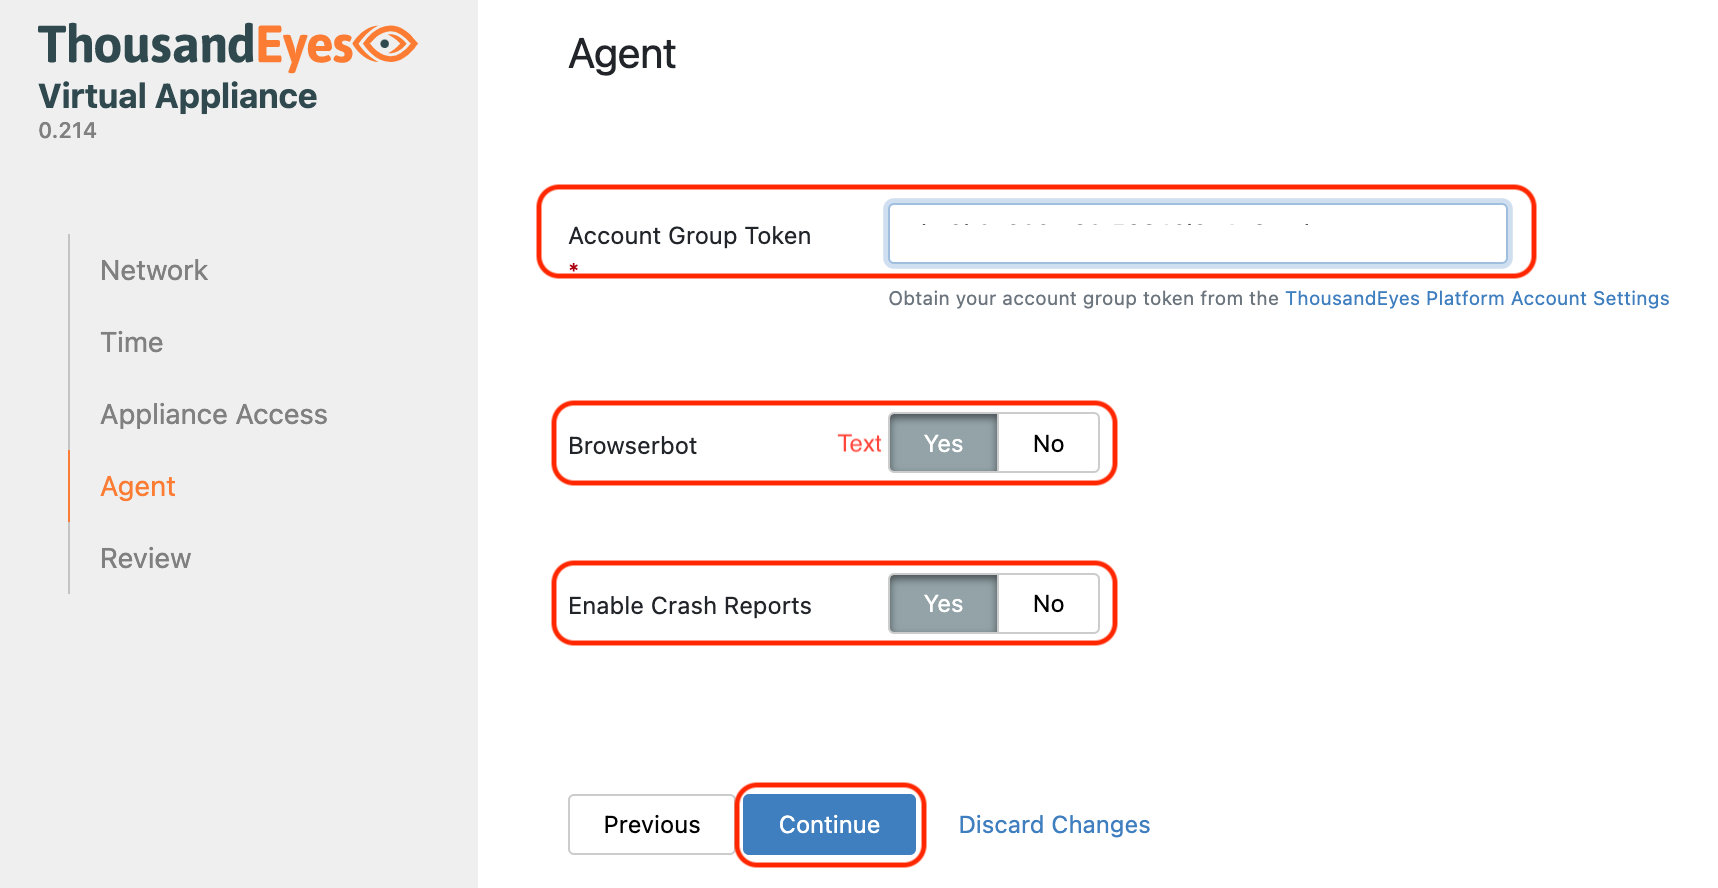 ThousandEyes
Virtual Appliance
0.214
Network
Time
Appliance Access
Agent
Review
Agent
Account Group Token
*
Obtain your account group token from the ThousandEyes Platform Account Settings
Browserbot Text Yes No
Enable Crash Reports Yes No
Previous Continue Discard Changes